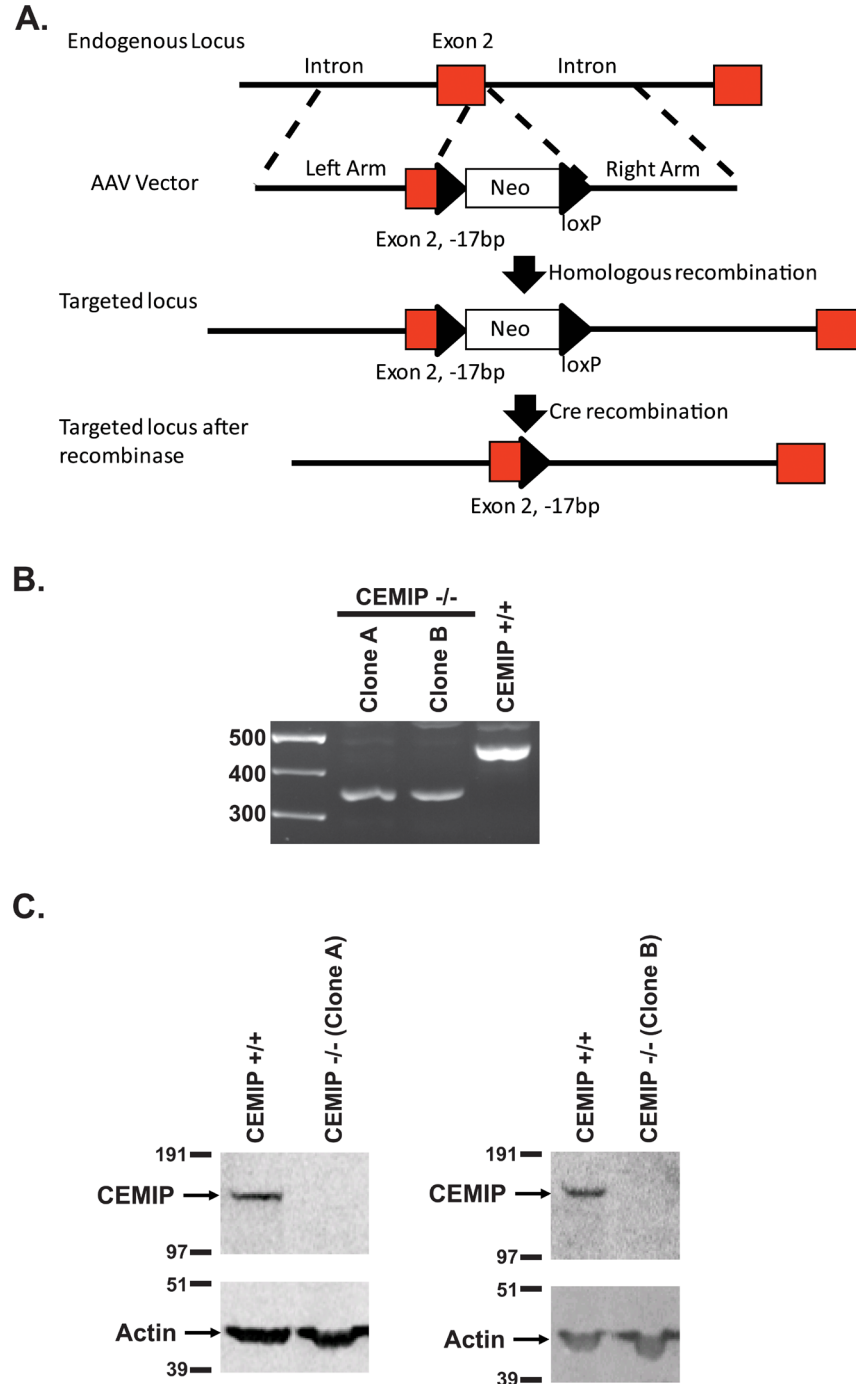 A.
Endogenous Locus
Exon 2
Intron
Intron
AAV Vector
Left Arm
Neo
Right Arm
loxP
Exon 2, -17bp
Homologous recombination
Targeted locus
Neo
loxP
Exon 2, -17bp
Cre recombination
Targeted locus after
recombinase
Exon 2, -17bp
B.
CEMIP -/-
Clone A
Clone B
CEMIP +/+
500
400
300
C.
CEMIP +/+
CEMIP -/- (Clone A)
191
CEMIP
97
51
Actin
39
CEMIP +/+
CEMIP -/- (Clone B)
191
CEMIP
97
51
Actin
39